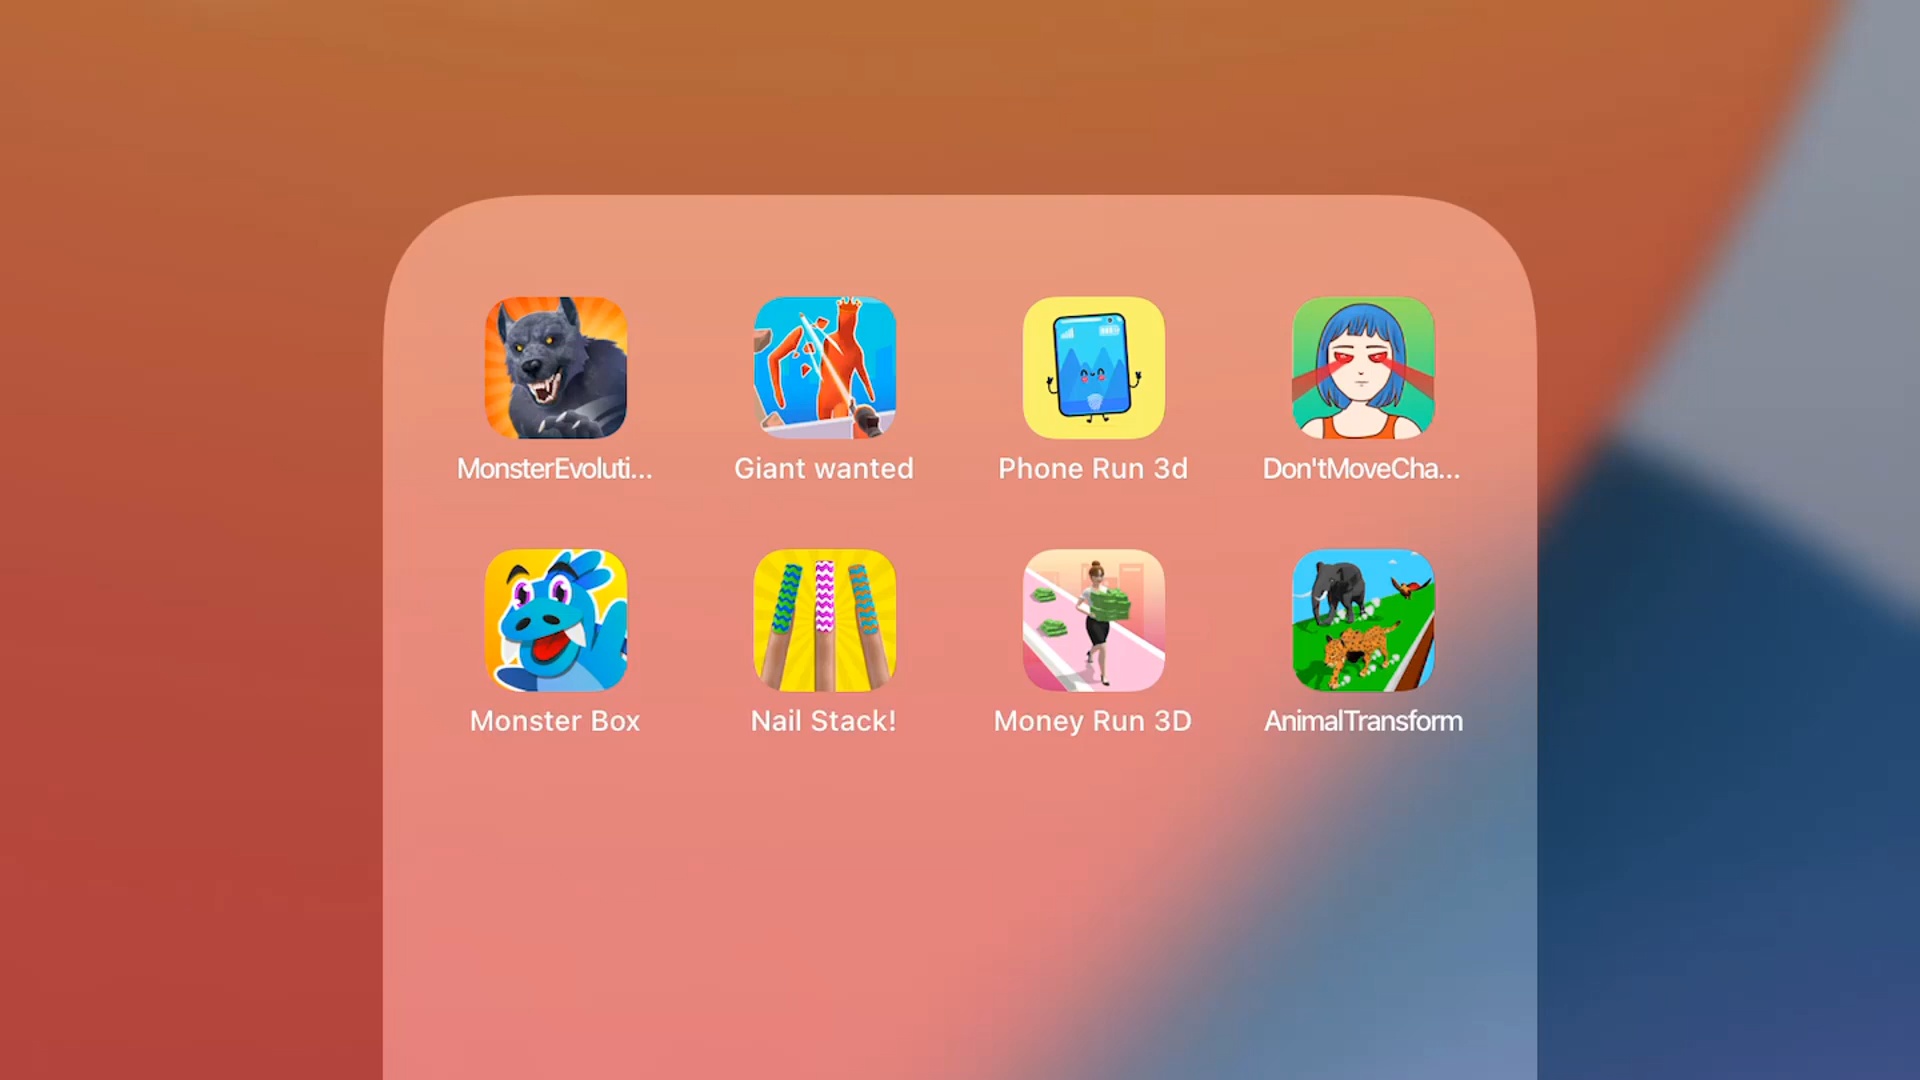 MonsterEvoluti...
Giant wanted
Phone Run 3d
Don'tMoveCha...
Monster Box
Nail Stack!
Money Run 3D
AnimalTransform